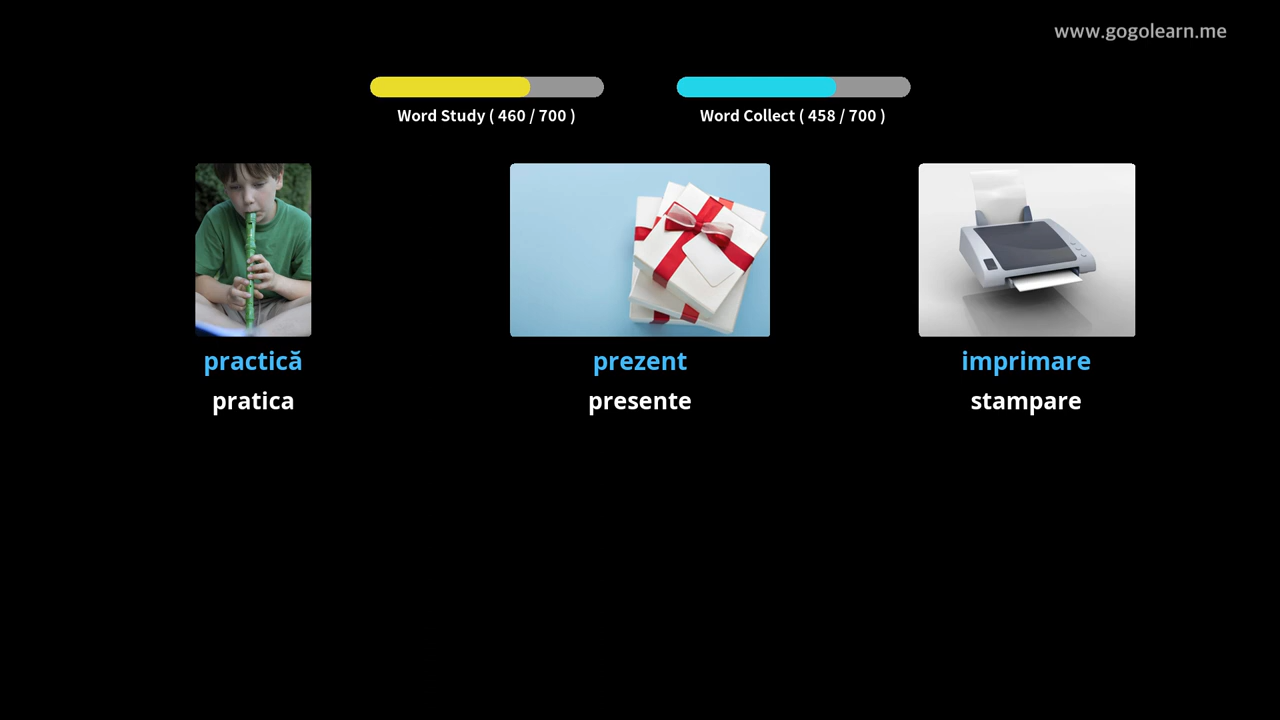 www.gogolearn.me
Word Study ( 460 / 700 )
Word Collect ( 458 / 700 )
practică
prezent
imprimare
pratica
presente
stampare